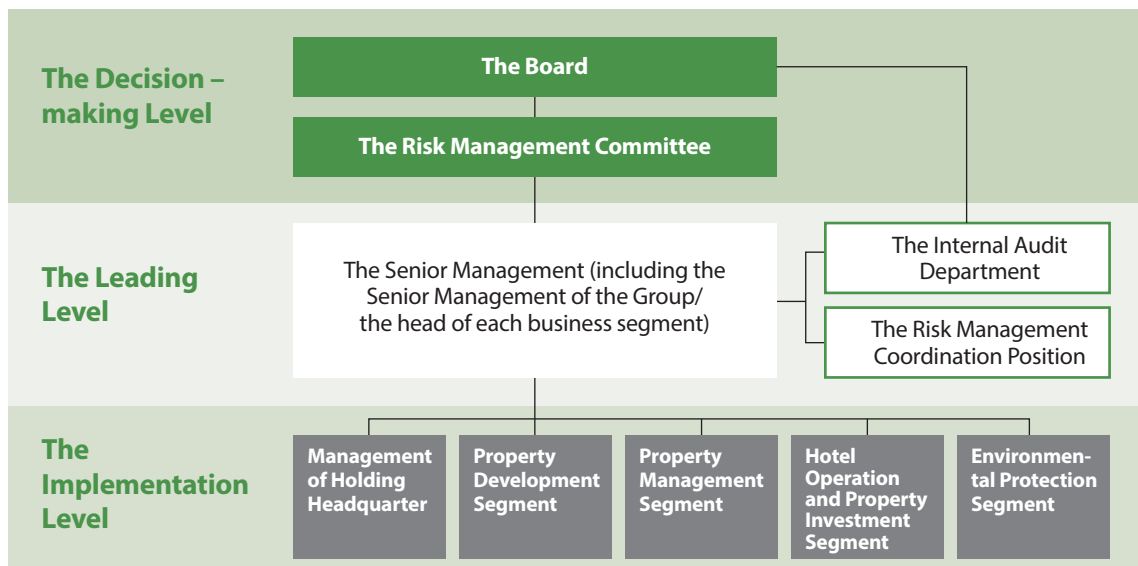 The Decision –
making Level
The Board
The Risk Management Committee
The Leading
Level
The Senior Management (including the
Senior Management of the Group/
the head of each business segment)
The Internal Audit
Department
The Risk Management
Coordination Position
The
Implementation
Level
Management
of Holding
Headquarter
Property
Development
Segment
Property
Management
Segment
Hotel
Operation
and Property
Investment
Segment
Environmen-
tal Protection
Segment